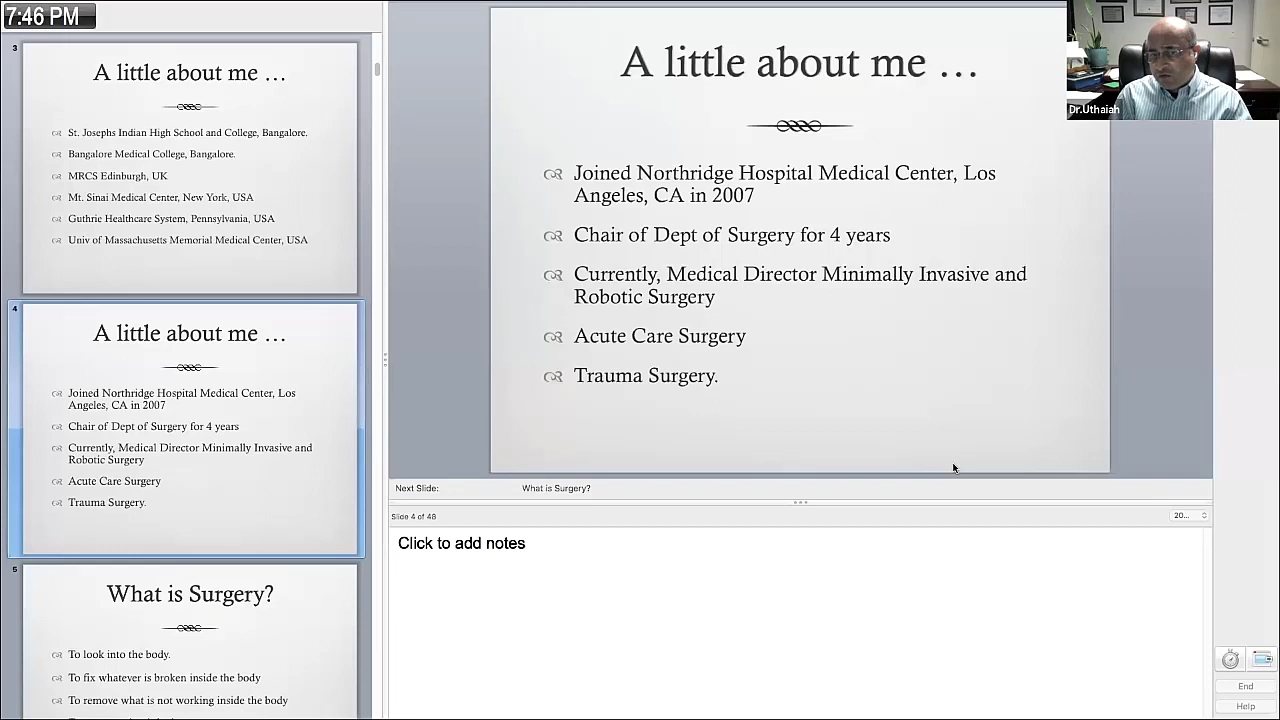 7:46 PM
3
A little about me …
St. Josephs Indian High School and College, Bangalore.
Bangalore Medical College, Bangalore.
MRCS Edinburgh, UK
Mt. Sinai Medical Center, New York, USA
Guthrie Healthcare System, Pennsylvania, USA
Univ of Massachusetts Memorial Medical Center, USA
4
A little about me …
Joined Northridge Hospital Medical Center, Los
Angeles, CA in 2007
Chair of Dept of Surgery for 4 years
Currently, Medical Director Minimally Invasive and
Robotic Surgery
Acute Care Surgery
Trauma Surgery.
5
What is Surgery?
To look into the body.
To fix whatever is broken inside the body
To remove what is not working inside the body
A little about me …
Joined Northridge Hospital Medical Center, Los
Angeles, CA in 2007
Chair of Dept of Surgery for 4 years
Currently, Medical Director Minimally Invasive and
Robotic Surgery
Acute Care Surgery
Trauma Surgery.
Dr.Uthaiah
Next Slide: What is Surgery?
Slide 4 of 48
20...
Click to add notes
End
Help